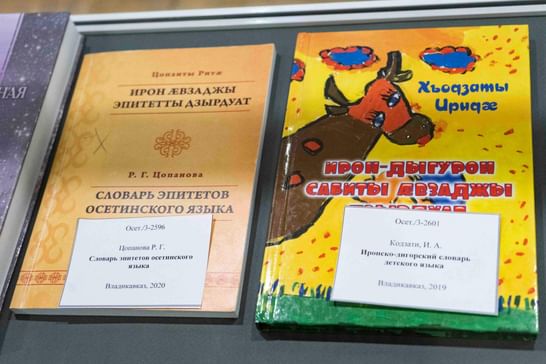 НАЯ
Цопанты Ритæ
ИРОН ÆВЗАДЖЫ
ЭПИТЕТТЫ ДЗЫРДУАТ
Р. Г. Цопанова
СЛОВАРЬ ЭПИТЕТОВ
ОСЕТИНСКОГО ЯЗЫКА
Осет./3-2596
Цопанова Р. Г.
Словарь эпитетов осетинского
языка
Владикавказ, 2020
Хъодзаты
Иридæ
ИРОН-ДЫГУРОН
САБИТЫ ÆВЗАДЖЫ
Осет./3-2601
Кодзати, И. А.
Иронско-дигорский словарь
детского языка
Владикавказ, 2019